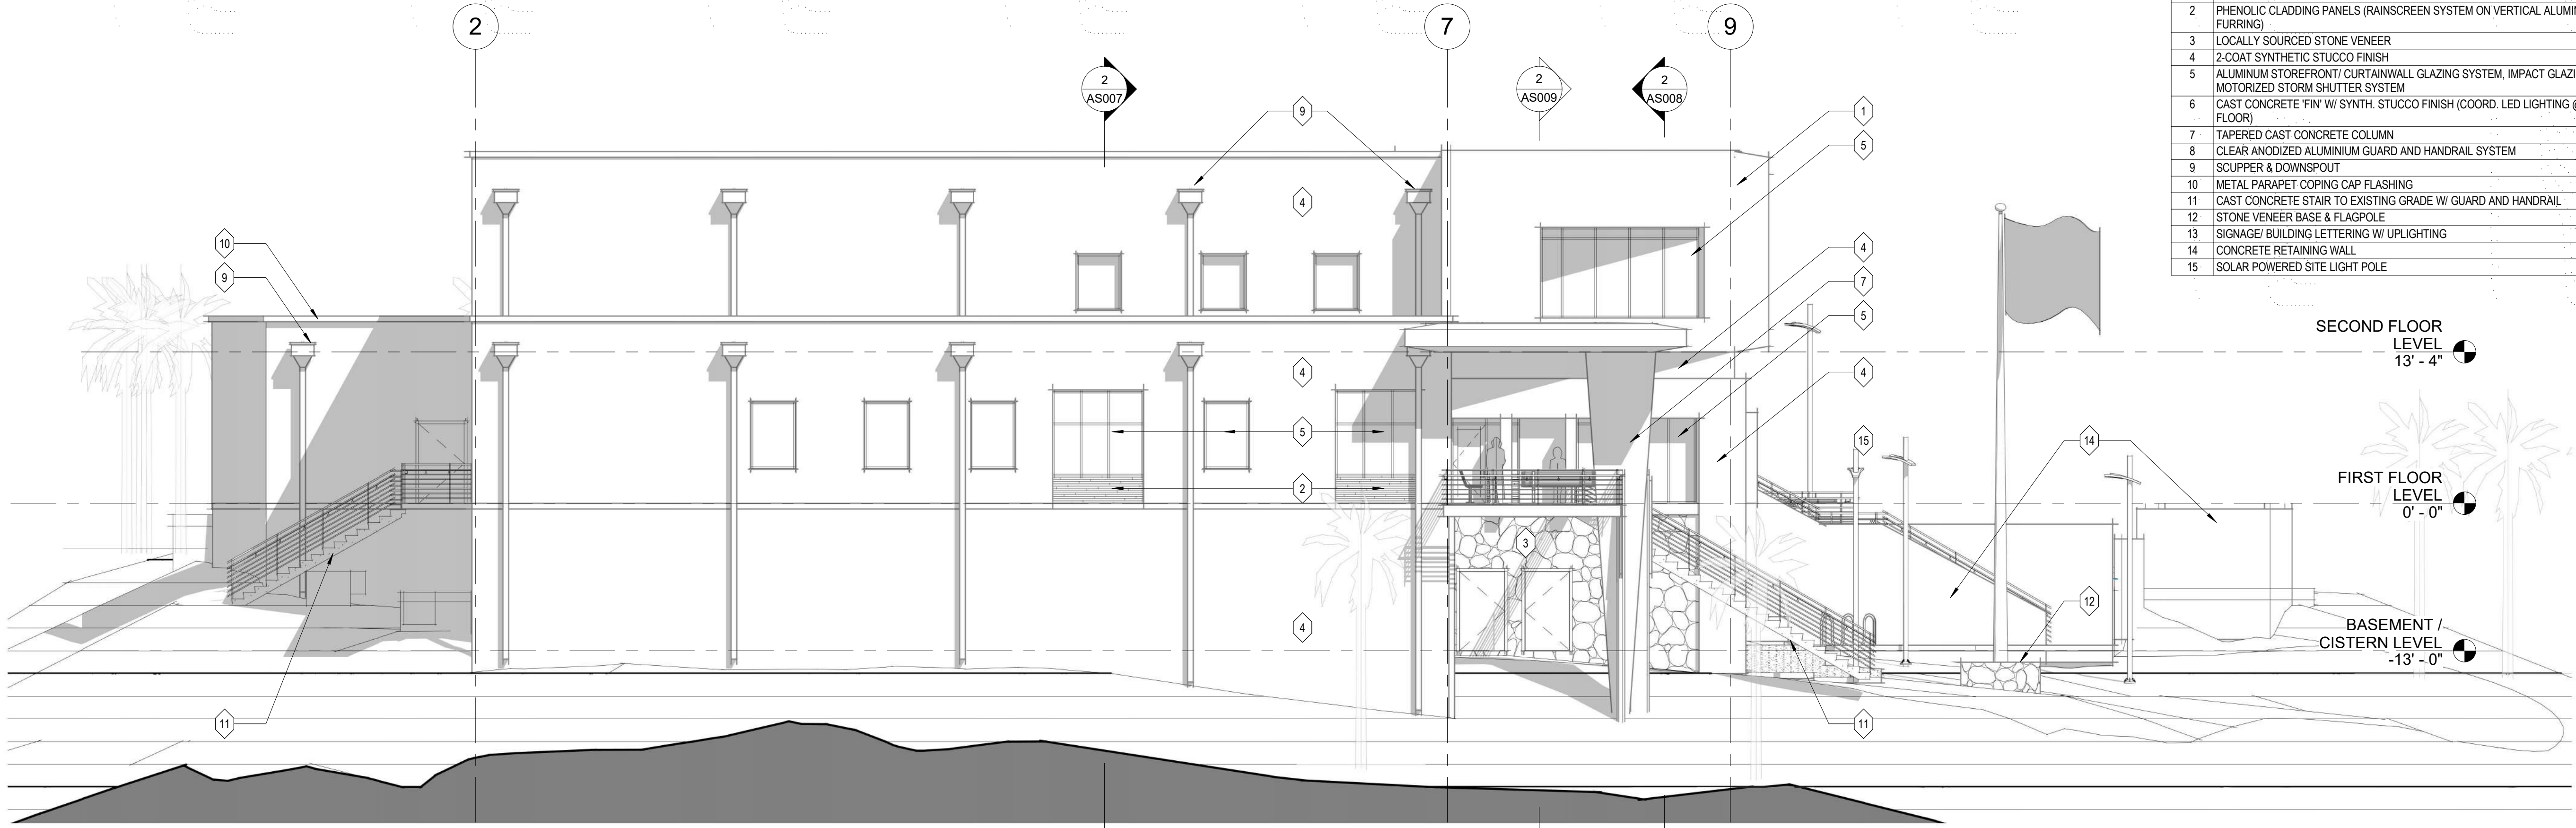 2
7
9
2
AS007
2
AS009
2
AS008
9
1
5
4
10
9
4
7
5
4
4
5
2
15
14
3
12
4
11
11
2 PHENOLIC CLADDING PANELS (RAINSCREEN SYSTEM ON VERTICAL
FURRING)
3 LOCALLY SOURCED STONE VENEER
4 2-COAT SYNTHETIC STUCCO FINISH
5 ALUMINUM STOREFRONT/ CURTAINWALL GLAZING SYSTEM, IMPACT
MOTORIZED STORM SHUTTER SYSTEM
6 CAST CONCRETE 'FIN' W/ SYNTH. STUCCO FINISH (COORD. LED LIGHTING
FLOOR)
7 TAPERED CAST CONCRETE COLUMN
8 CLEAR ANODIZED ALUMINIUM GUARD AND HANDRAIL SYSTEM
9 SCUPPER & DOWNSPOUT
10 METAL PARAPET COPING CAP FLASHING
11 CAST CONCRETE STAIR TO EXISTING GRADE W/ GUARD AND HANDRAIL
12 STONE VENEER BASE & FLAGPOLE
13 SIGNAGE/ BUILDING LETTERING W/ UPLIGHTING
14 CONCRETE RETAINING WALL
15 SOLAR POWERED SITE LIGHT POLE
SECOND FLOOR
LEVEL
13' - 4"
FIRST FLOOR
LEVEL
0' - 0"
BASEMENT /
CISTERN LEVEL
-13' - 0"